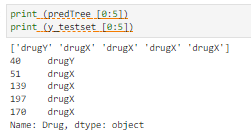 print (predTree [0:5])
print (y_testset [0:5])
['drugY' 'drugX' 'drugX' 'drugX' 'drugX']
40 drugY
51 drugX
139 drugX
197 drugX
170 drugX
Name: Drug, dtype: object